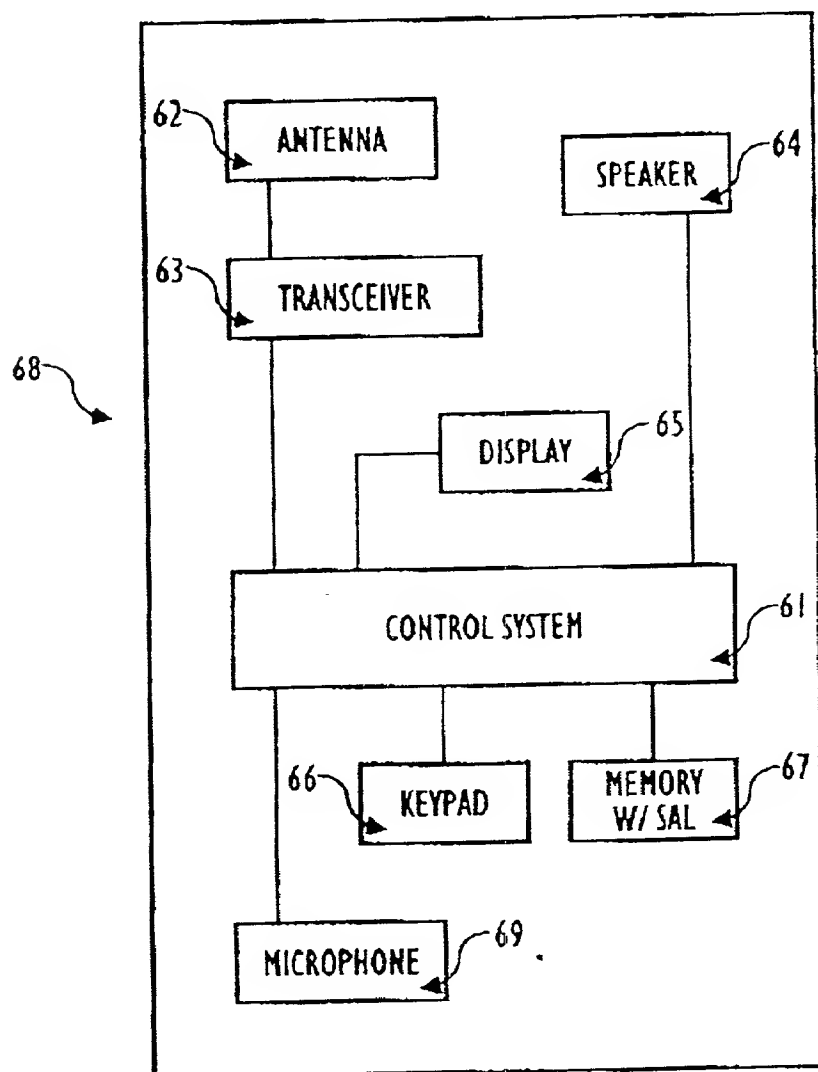 62
ANTENNA
64
SPEAKER
63
TRANSCEIVER
68
65
DISPLAY
61
CONTROL SYSTEM
66
KEYPAD
67
MEMORY
W/ SAL
69
MICROPHONE